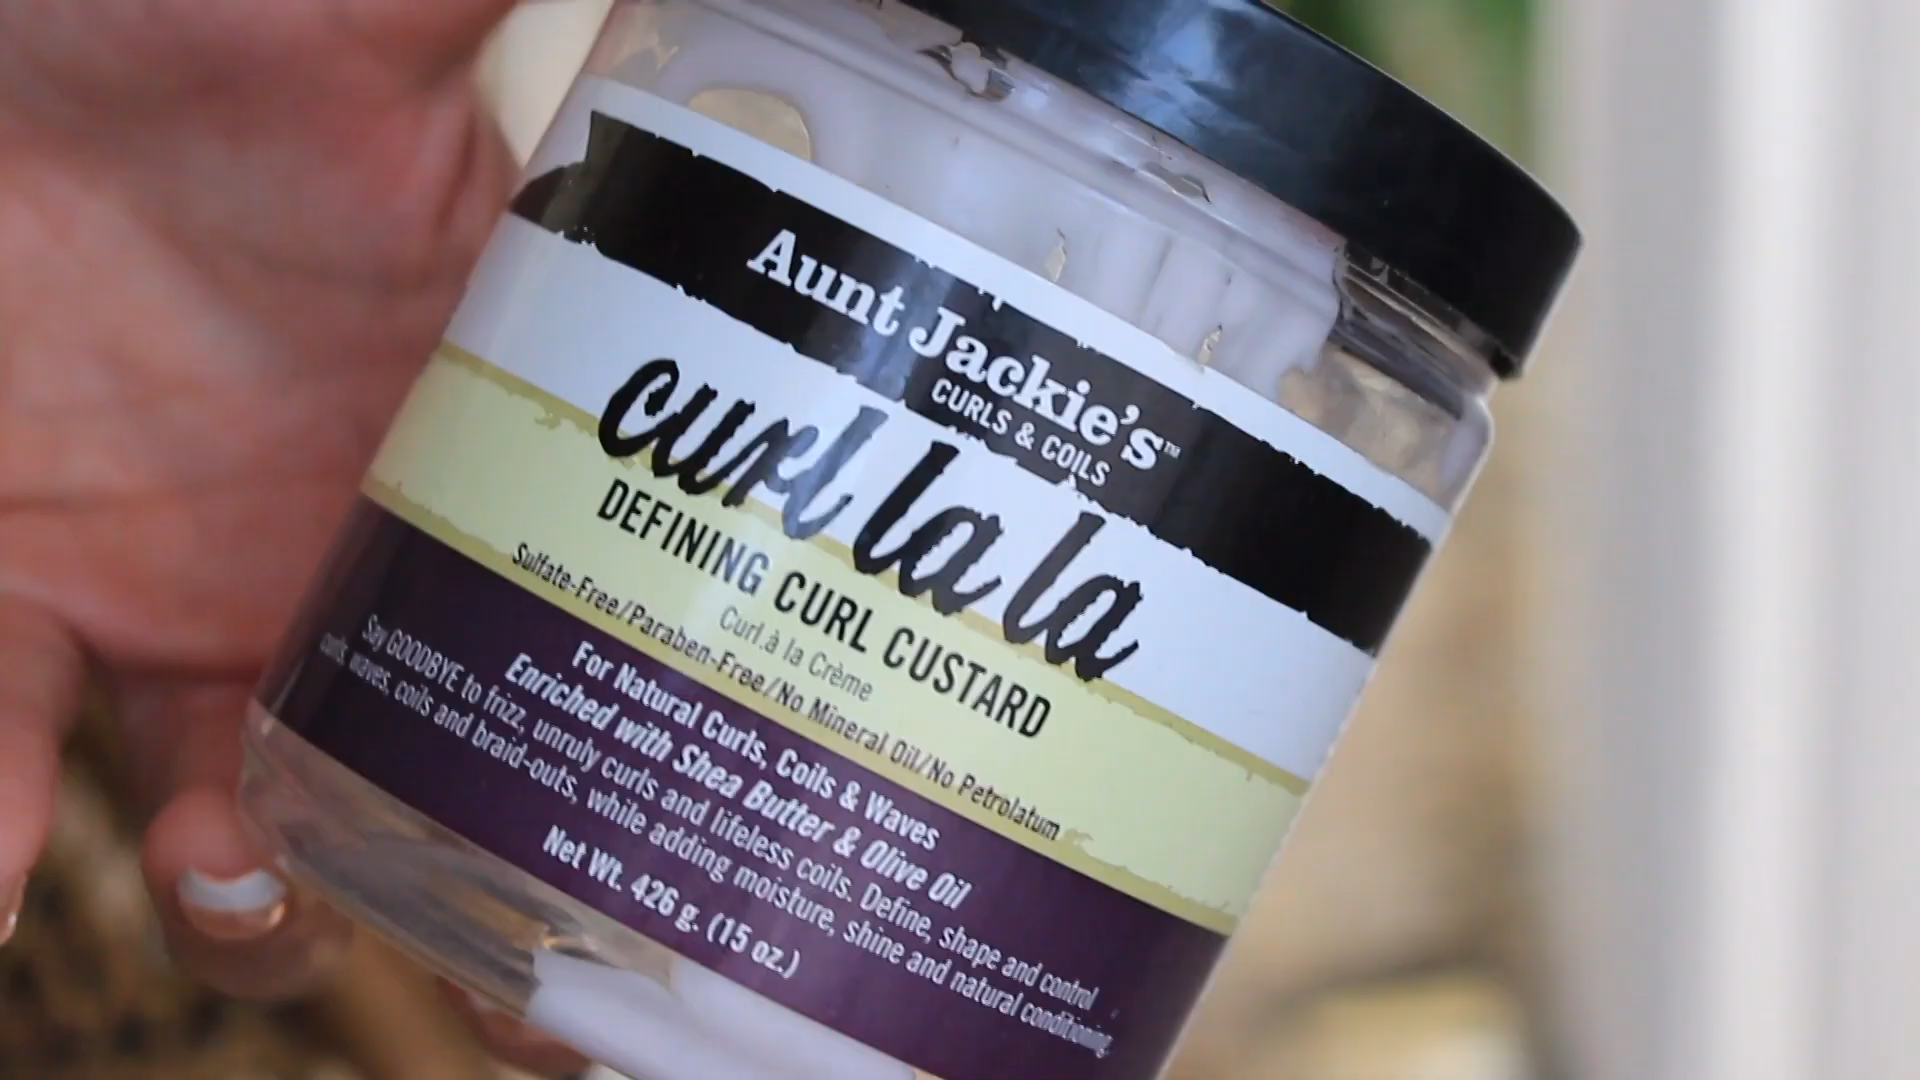 Aunt Jackie's™
CURLS & COILS
curl la la
DEFINING CURL CUSTARD
Curl à la Crème
Sulfate-Free/Paraben-Free/No Mineral Oil/No Petrolatum
For Natural Curls, Coils & Waves
Enriched with Shea Butter & Olive Oil
Say GOODBYE to frizz, unruly curls and lifeless coils. Define, shape and control
curls, waves, coils and braid-outs, while adding moisture, shine and natural conditioning.
Net Wt. 426 g. (15 oz.)